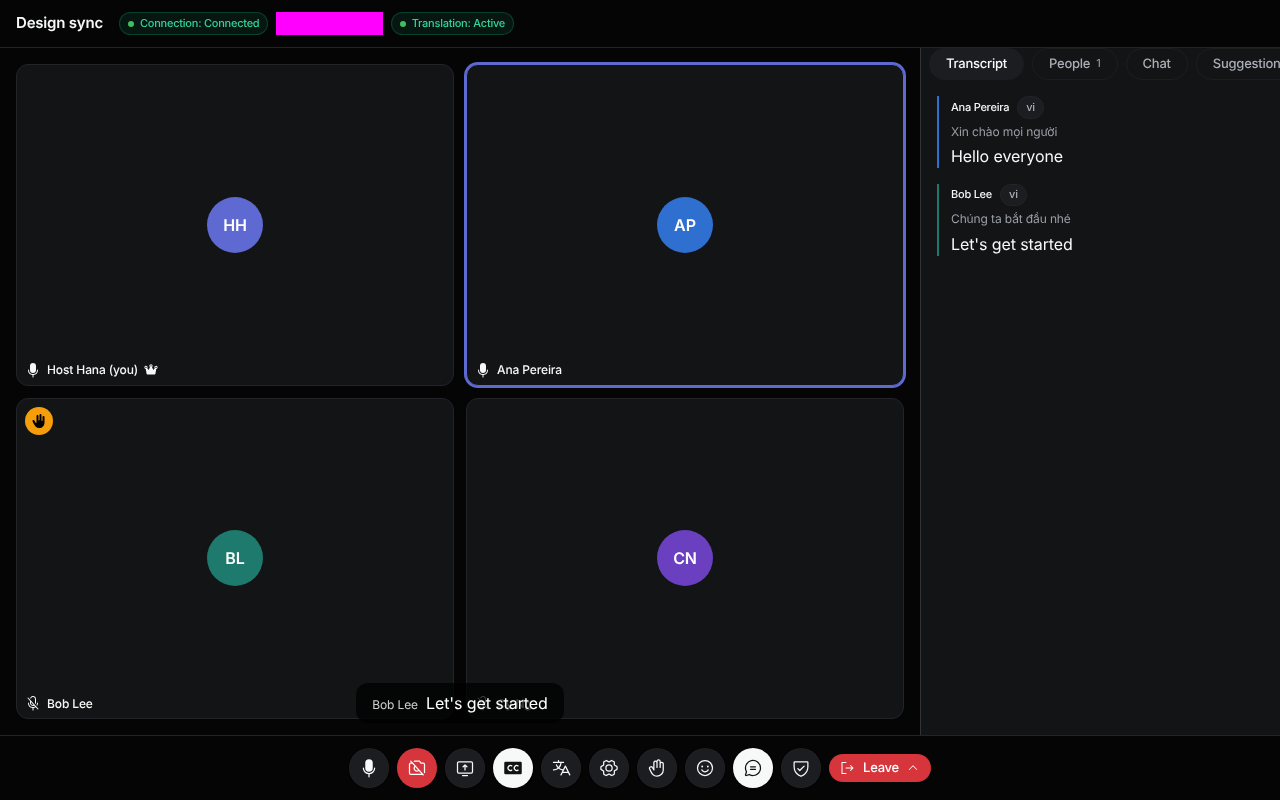 Design sync
Connection: Connected
Translation: Active
Transcript
People 1
Chat
Suggestion
Ana Pereira vi
Xin chào mọi người
Hello everyone
Bob Lee vi
Chúng ta bắt đầu nhé
Let's get started
HH
Host Hana (you)
AP
Ana Pereira
BL
Bob Lee
CN
Bob Lee Let's get started
CC
Leave